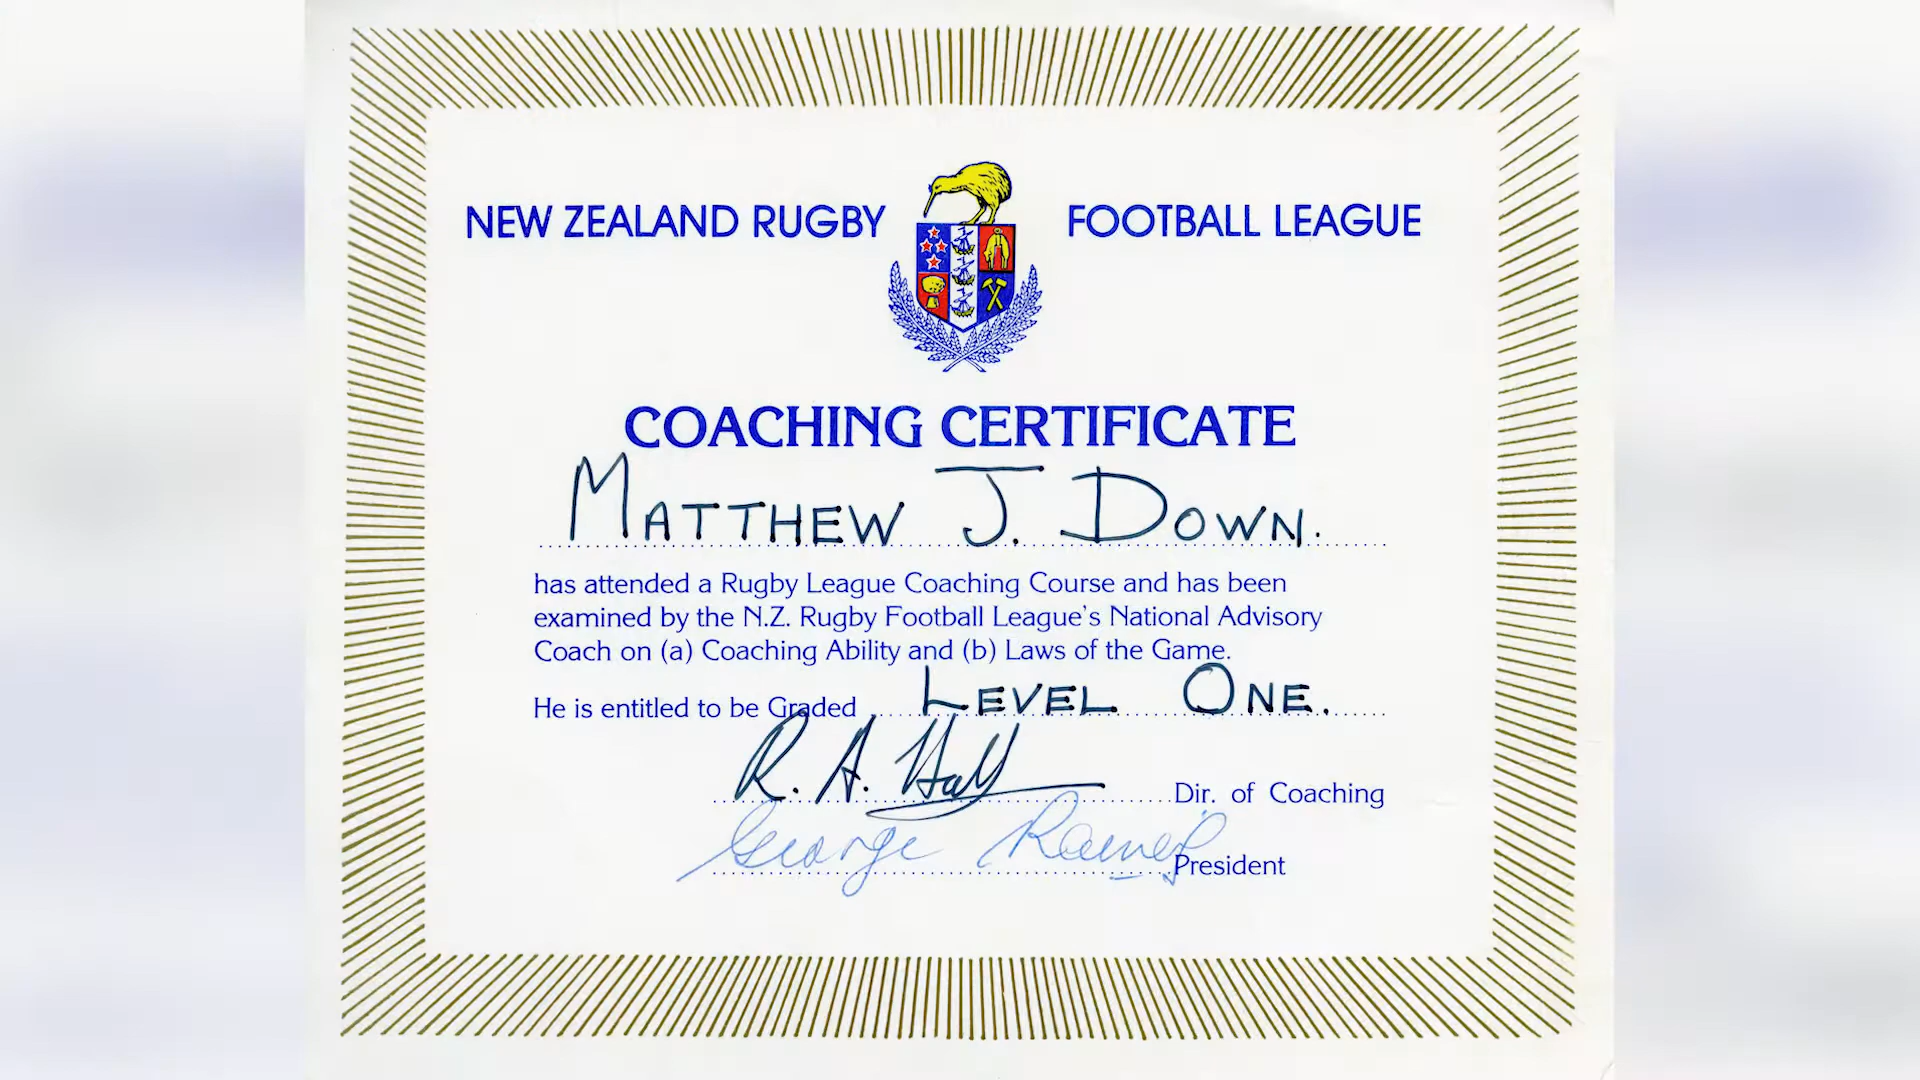 NEW ZEALAND RUGBY FOOTBALL LEAGUE
COACHING CERTIFICATE
MATTHEW J. DOWN.
has attended a Rugby League Coaching Course and has been
examined by the N.Z. Rugby Football League's National Advisory
Coach on (a) Coaching Ability and (b) Laws of the Game.
He is entitled to be Graded LEVEL ONE.
R. A. Hall Dir. of Coaching
George President